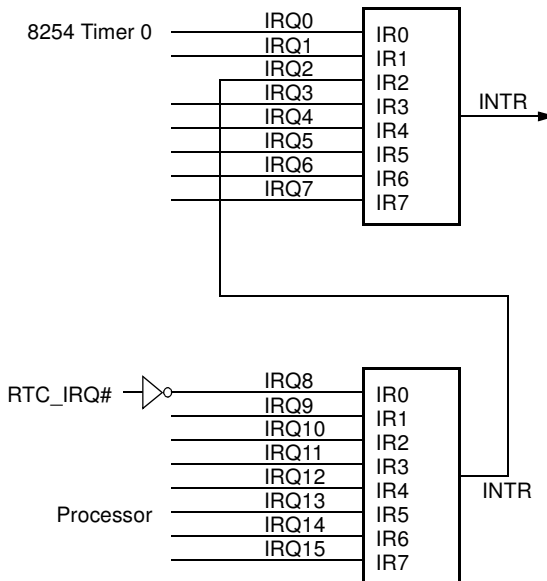 8254 Timer 0
IRQ0
IR0
IRQ1
IR1
IRQ2
IR2
IRQ3
IR3
IRQ4
IR4
IRQ5
IR5
IRQ6
IR6
IRQ7
IR7
INTR
RTC_IRQ#
IRQ8
IR0
IRQ9
IR1
IRQ10
IR2
IRQ11
IR3
IRQ12
IR4
Processor
IRQ13
IR5
IRQ14
IR6
IRQ15
IR7
INTR